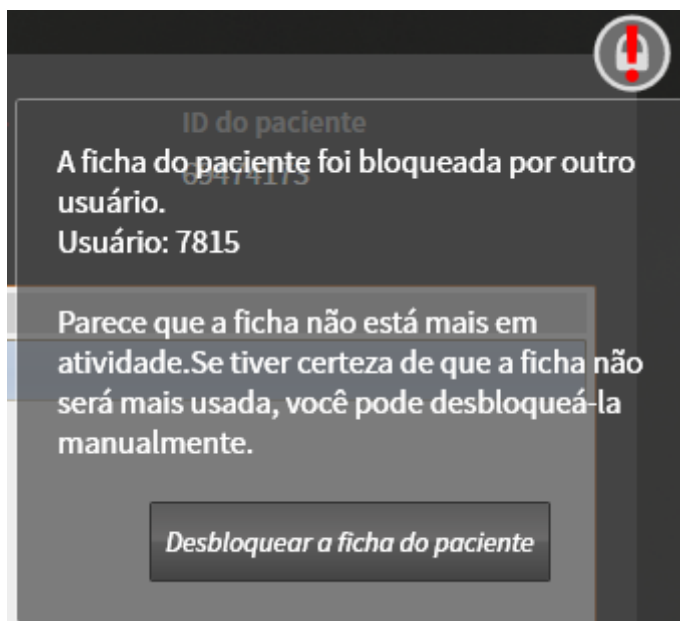 ID do paciente
69474173
A ficha do paciente foi bloqueada por outro
usuário.
Usuário: 7815
Parece que a ficha não está mais em
atividade.Se tiver certeza de que a ficha não
será mais usada, você pode desbloqueá-la
manualmente.
Desbloquear a ficha do paciente